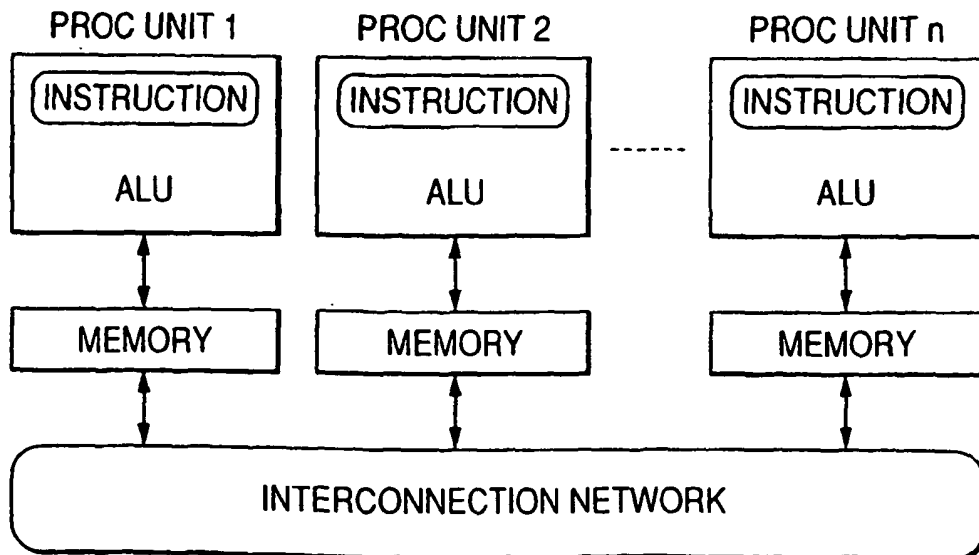 PROC UNIT 1 PROC UNIT 2 PROC UNIT n
INSTRUCTION INSTRUCTION INSTRUCTION
ALU ALU ALU
MEMORY MEMORY MEMORY
INTERCONNECTION NETWORK